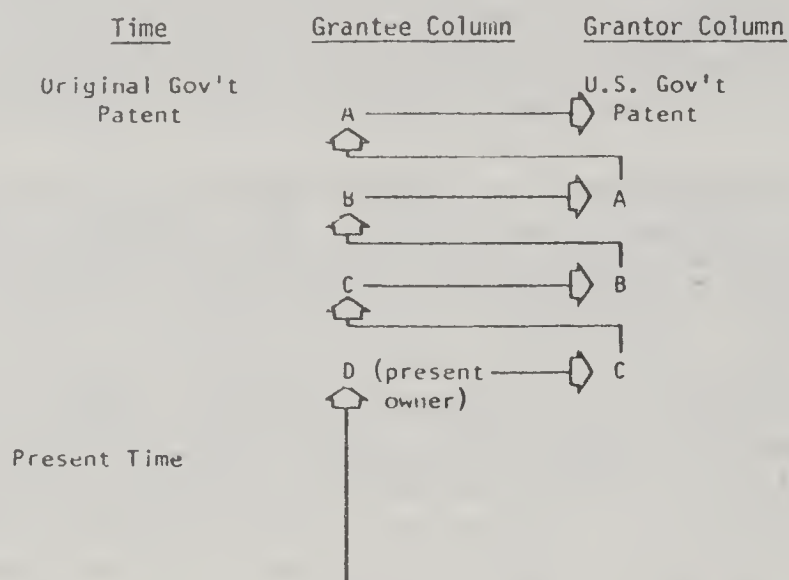 Time Grantee Column Grantor Column
Original Gov't U.S. Gov't
Patent A Patent
B A
C B
D (present C
owner)
Present Time